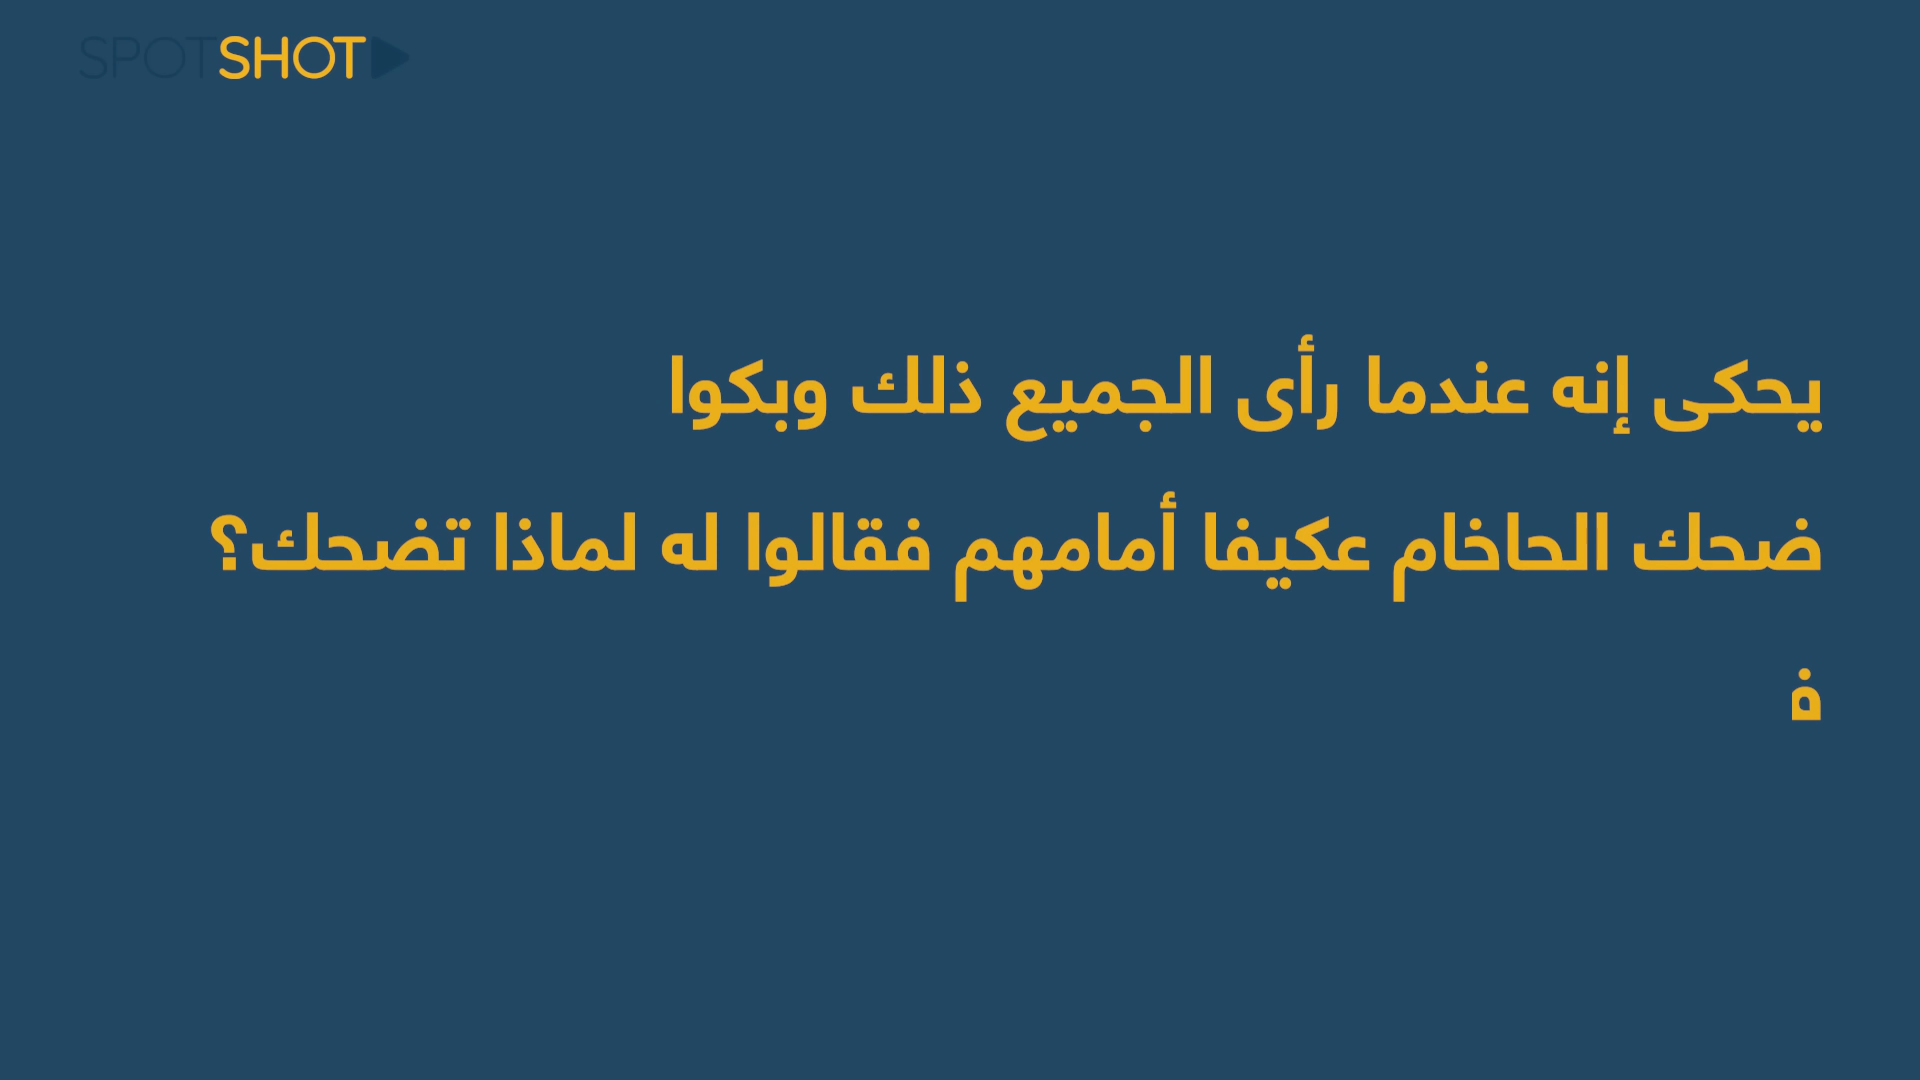 SPOTSHOT
يحكى إنه عندما رأى الجميع ذلك وبكوا
ضحك الحاخام عكيفا أمامهم فقالوا له لماذا تضحك؟
ف